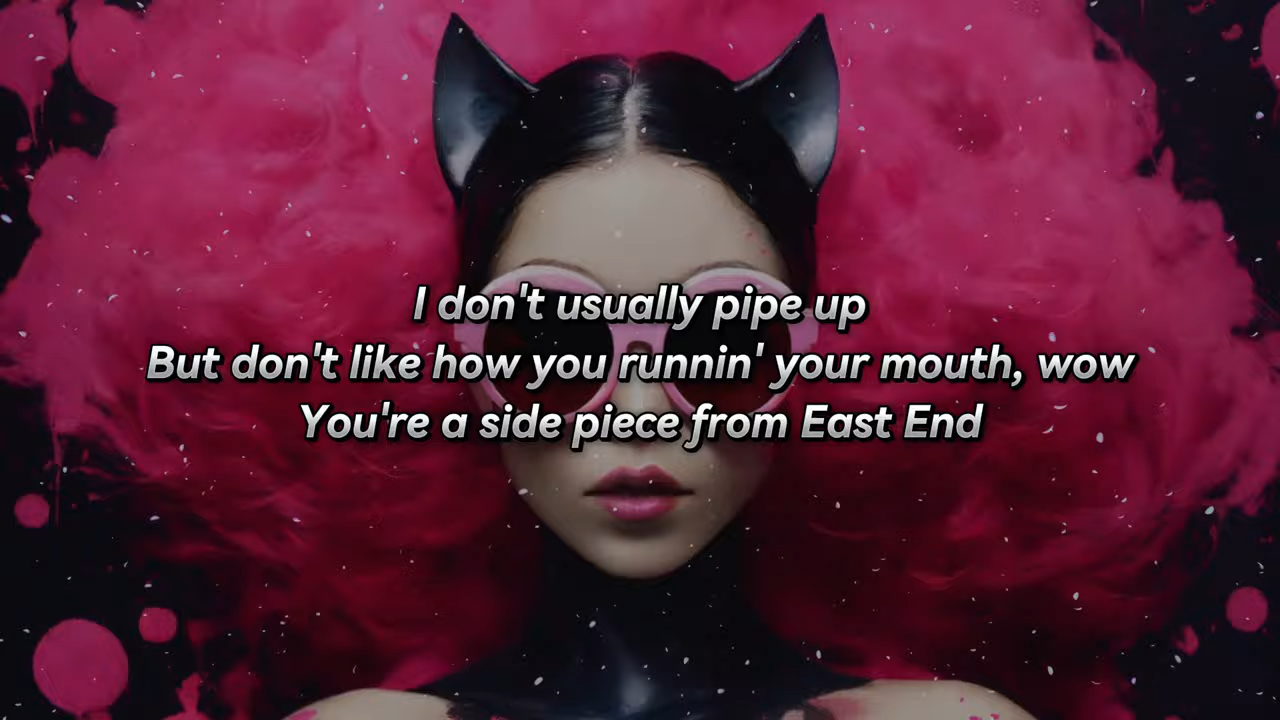 I don't usually pipe up
But don't like how you runnin' your mouth, wow
You're a side piece from East End